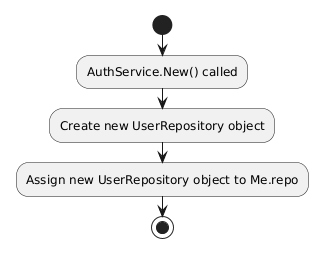 AuthService.New() called
Create new UserRepository object
Assign new UserRepository object to Me.repo